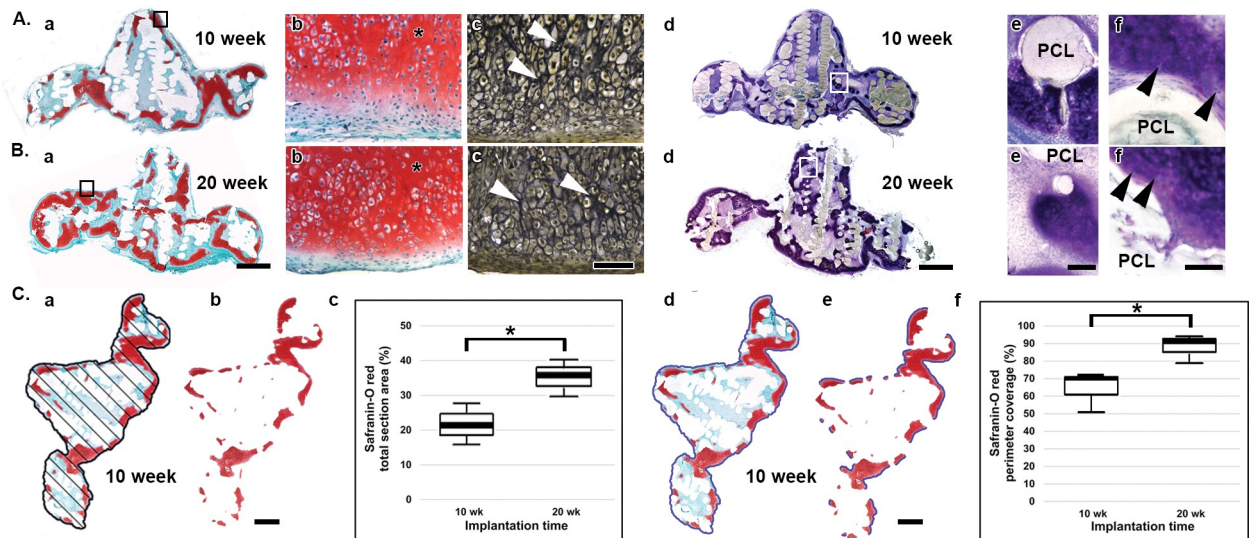 A.
a
10 week
b
*
c
d
10 week
e
PCL
f
PCL
B.
a
20 week
b
*
c
d
20 week
e
PCL
f
PCL
C.
a
10 week
b
c
Safranin-O red
total section area (%)
50
40
30
20
10
0
*
10 wk
20 wk
Implantation time
d
10 week
e
f
Safranin-O red
perimeter coverage (%)
100
90
80
70
60
50
40
30
20
10
0
*
10 wk
20 wk
Implantation time